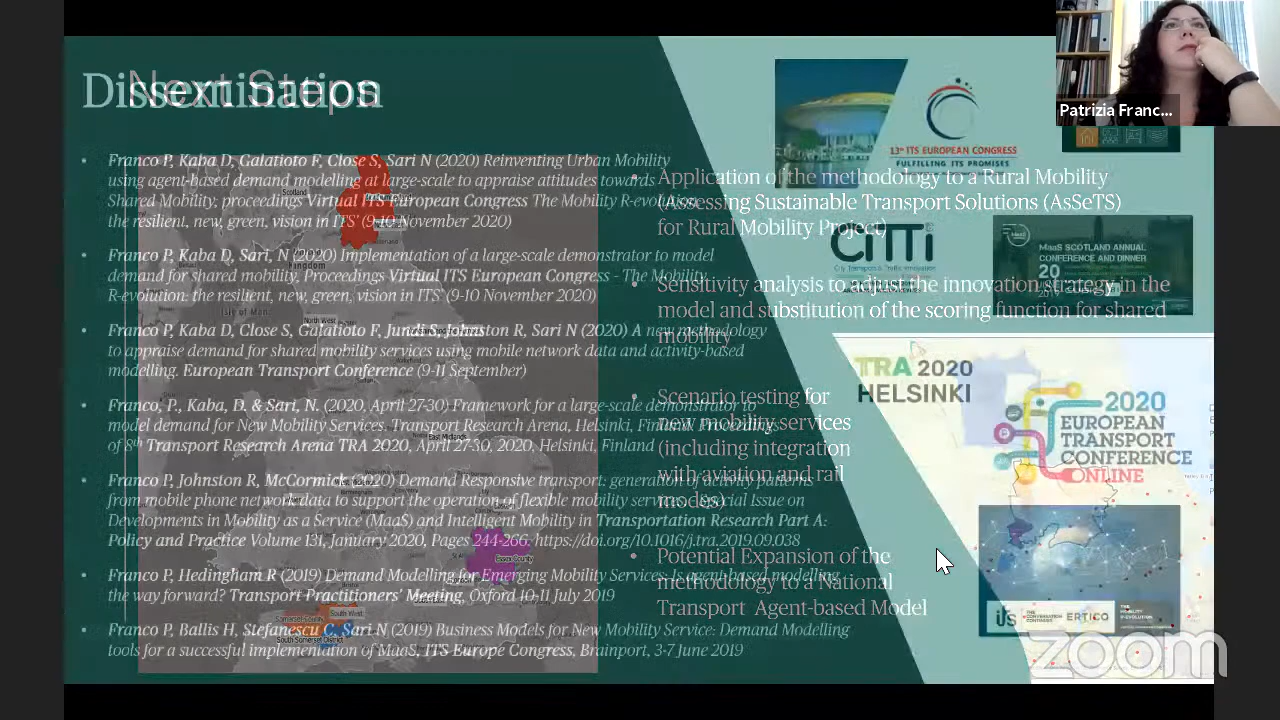 Dissemination
Next Steps
Franco P, Kaba D, Galatioto F, Close S, Sari N (2020) Reinventing Urban Mobility
using agent-based demand modelling at large-scale to appraise attitudes towards
Shared Mobility, proceedings Virtual ITS European Congress The Mobility R-evolution:
the resilient, new, green, vision in ITS' (9-10 November 2020)
Franco P, Kaba D, Sari, N (2020) Implementation of a large-scale demonstrator to model
demand for shared mobility, Proceedings Virtual ITS European Congress - The Mobility
R-evolution: the resilient, new, green, vision in ITS' (9-10 November 2020)
Franco P, Kaba D, Close S, Galatioto F, Jundi S, Johnston R, Sari N (2020) A new methodology
to appraise demand for shared mobility services using mobile network data and activity-based
modelling. European Transport Conference (9-11 September)
Franco, P., Kaba, D. & Sari, N. (2020, April 27-30) Framework for a large-scale demonstrator to
model demand for New Mobility Services. Transport Research Arena, Helsinki, Finland. Proceedings
of 8th Transport Research Arena TRA 2020, April 27-30, 2020, Helsinki, Finland
Franco P, Johnston R, McCormick (2020) Demand Responsive transport: generation of activity patterns
from mobile phone network data to support the operation of flexible mobility services, Special Issue on
Developments in Mobility as a Service (MaaS) and Intelligent Mobility in Transportation Research Part A:
Policy and Practice Volume 131, January 2020, Pages 244-266. https://doi.org/10.1016/j.tra.2019.09.038
Franco P, Hedingham R (2019) Demand Modelling for Emerging Mobility Services. Is agent-based modelling
the way forward? Transport Practitioners' Meeting, Oxford 10-11 July 2019
Franco P, Ballis H, Stefanescu C, Sari N (2019) Business Models for New Mobility Service: Demand Modelling
tools for a successful implementation of MaaS, ITS Europe Congress, Brainport, 3-7 June 2019
Application of the methodology to a Rural Mobility
(Assessing Sustainable Transport Solutions (AsSeTS)
for Rural Mobility Project)
Sensitivity analysis to adjust the innovation strategy in the
model and substitution of the scoring function for shared
mobility
Scenario testing for
new mobility services
(including integration
with aviation and rail
modes)
Potential Expansion of the
methodology to a National
Transport Agent-based Model
13th ITS EUROPEAN CONGRESS
FULFILLING ITS PROMISES
CiTTi
MAAS SCOTLAND ANNUAL
CONFERENCE AND DINNER
20
TRA 2020
HELSINKI
2020
EUROPEAN
TRANSPORT
CONFERENCE
ONLINE
ERTICO
Scotland
Isle of Man
North West
East Midlands
Essex County
South West
South Somerset District
Patrizia Franc...
zoom